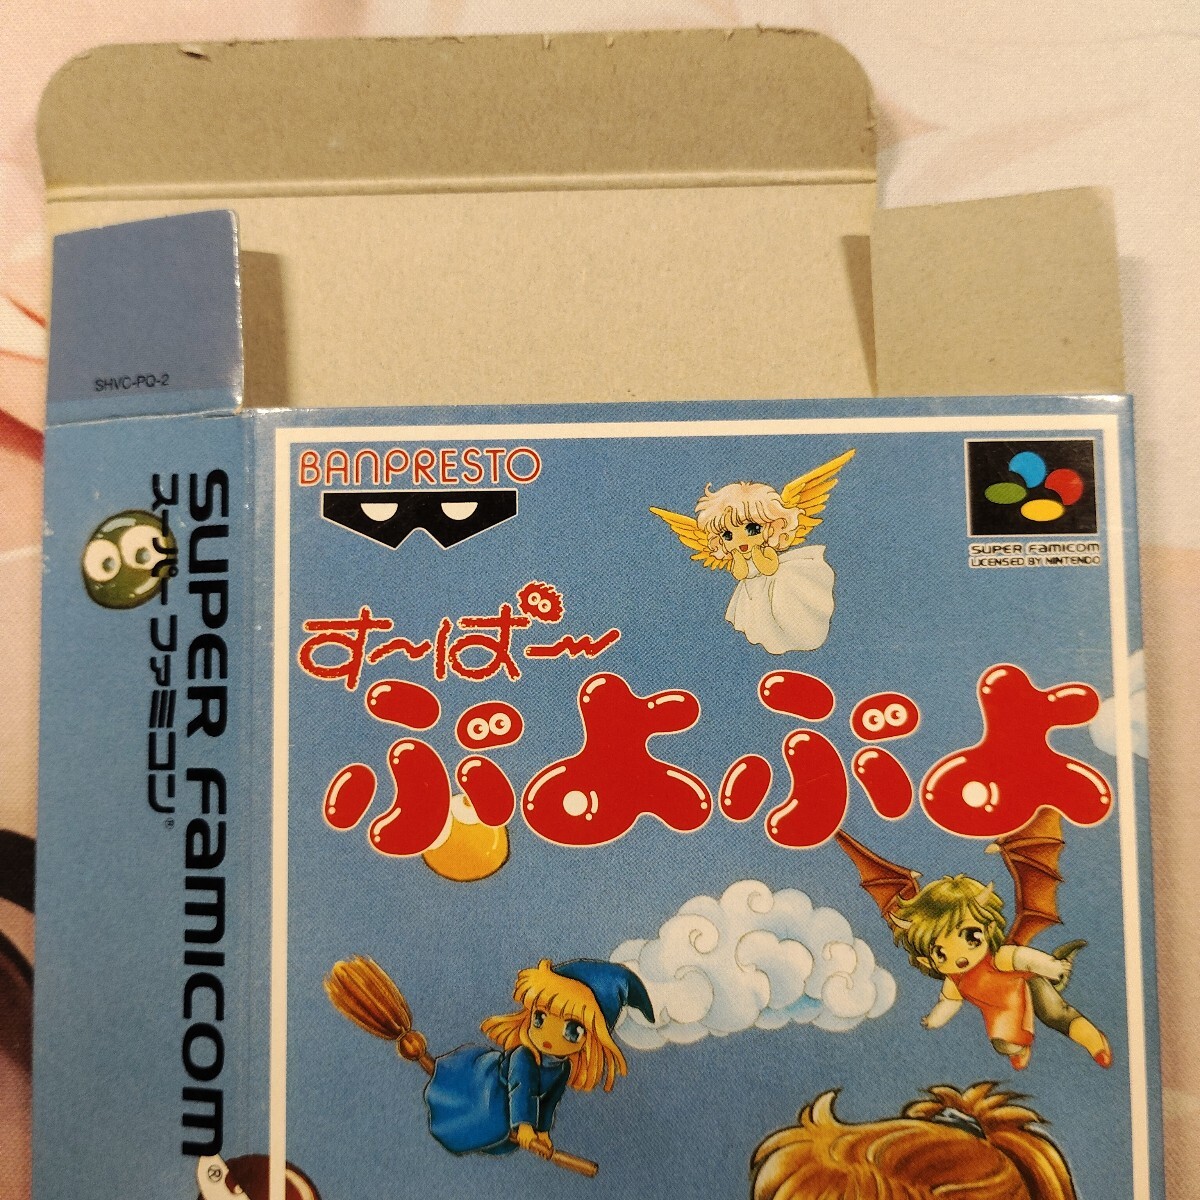 SHVC-PQ-2
SUPER FAMICOM®
スーパーファミコン®
BANPRESTO
SUPER FAMICOM
LICENSED BY NINTENDO
す〜ぱー
ぷよぷよ